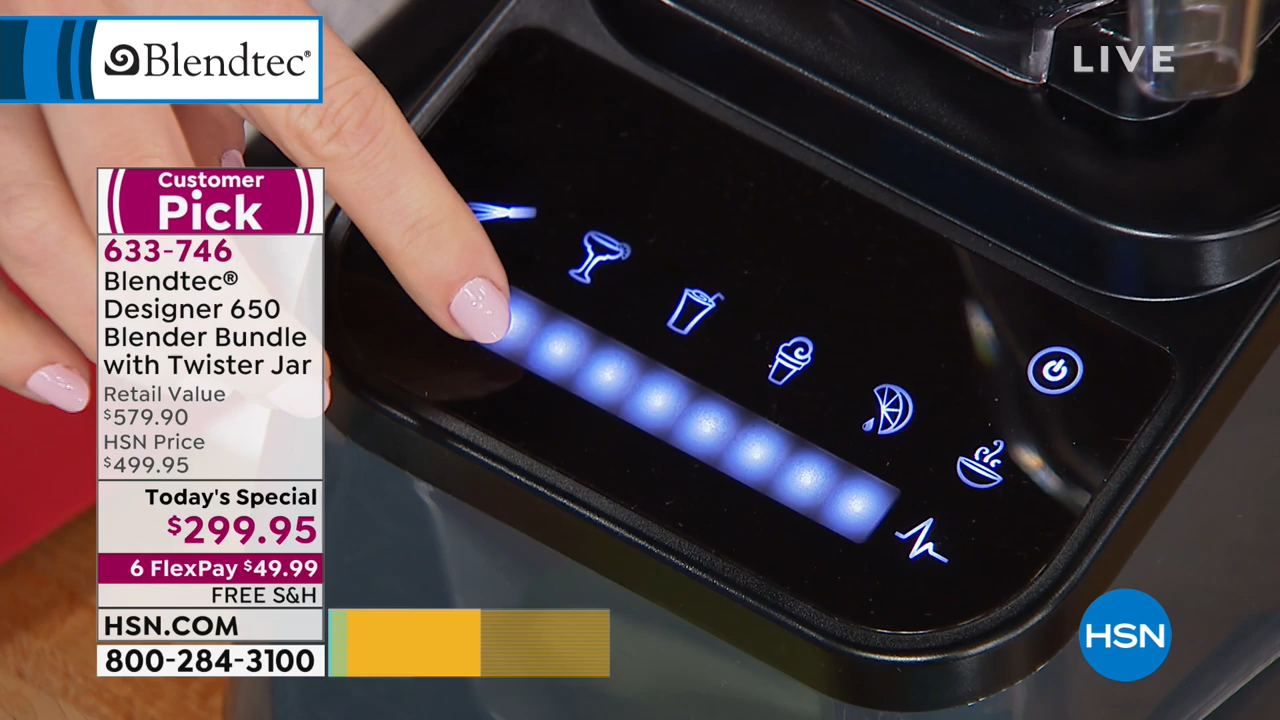 Blendtec®
LIVE
Customer
Pick
633-746
Blendtec®
Designer 650
Blender Bundle
with Twister Jar
Retail Value
$579.90
HSN Price
$499.95
Today's Special
$299.95
6 FlexPay $49.99
FREE S&H
HSN.COM
800-284-3100
HSN